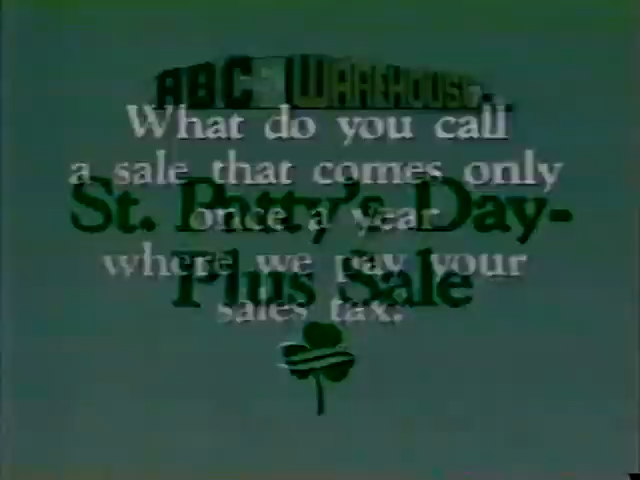 ABC WAREHOUSE
What do you call
a sale that comes only
once a year
where we pay your
sales tax.
St. Patty's Day-
Plus Sale